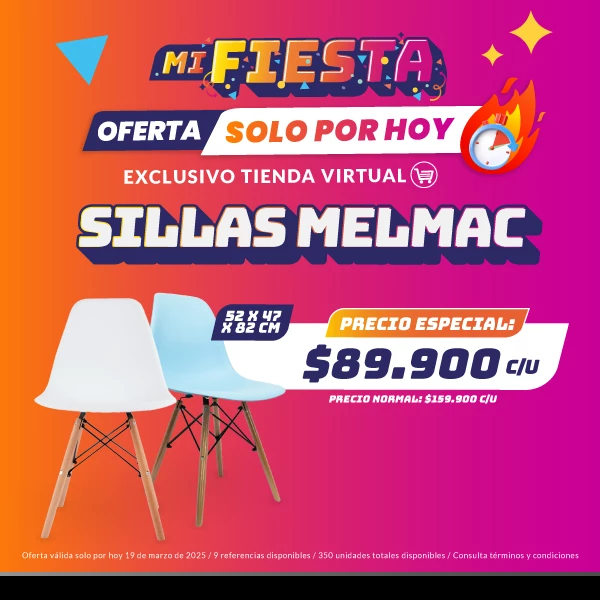 MI FIESTA
OFERTA SOLO POR HOY
EXCLUSIVO TIENDA VIRTUAL
SILLAS MELMAC
52 X 47
X 82 CM
PRECIO ESPECIAL:
$89.900 C/U
PRECIO NORMAL: $159.900 C/U
Oferta válida solo por hoy 19 de marzo de 2025 / 9 referencias disponibles / 350 unidades totales disponibles / Consulta términos y condiciones